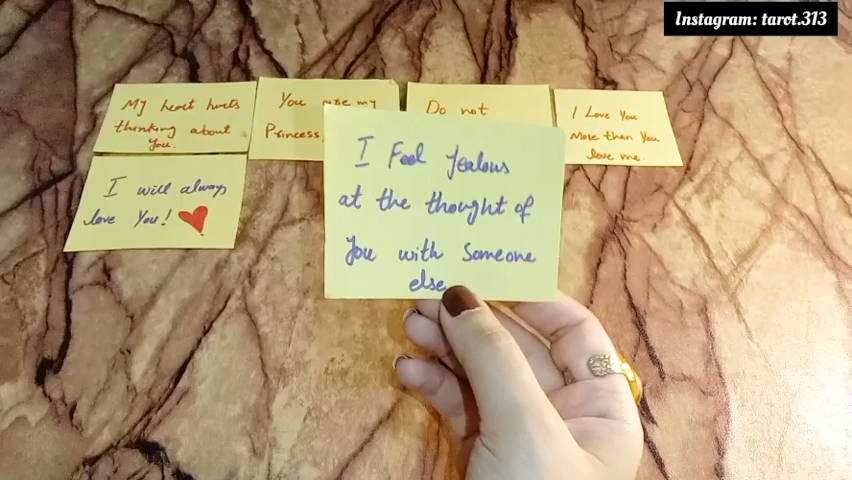 Instagram: tarot.313
My heart hurts
thinking about
you.
You are my
Princess
Do not
I Love You
More than You
love me
I will always
love You!
I Feel Jealous
at the thought of
you with someone
else